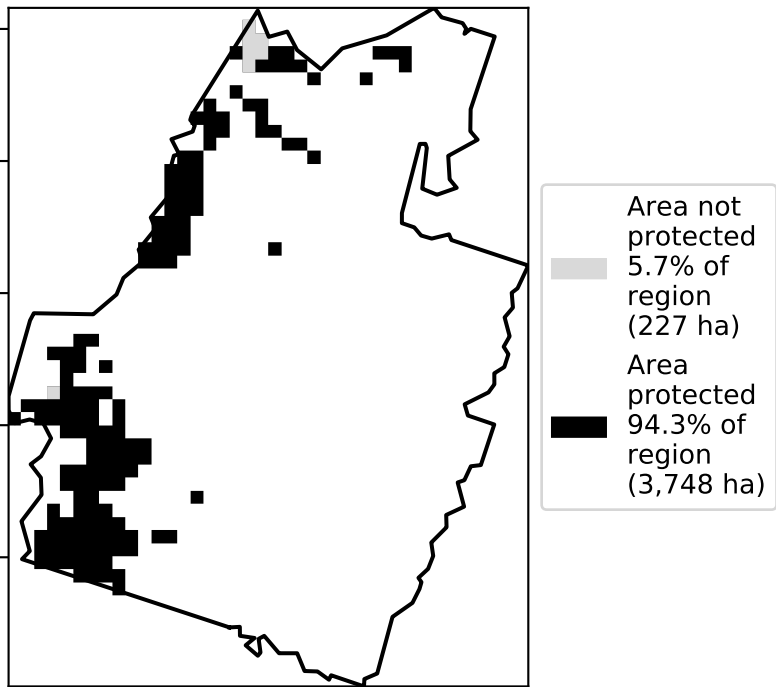 Area not
protected
5.7% of
region
(227 ha)
Area
protected
94.3% of
region
(3,748 ha)